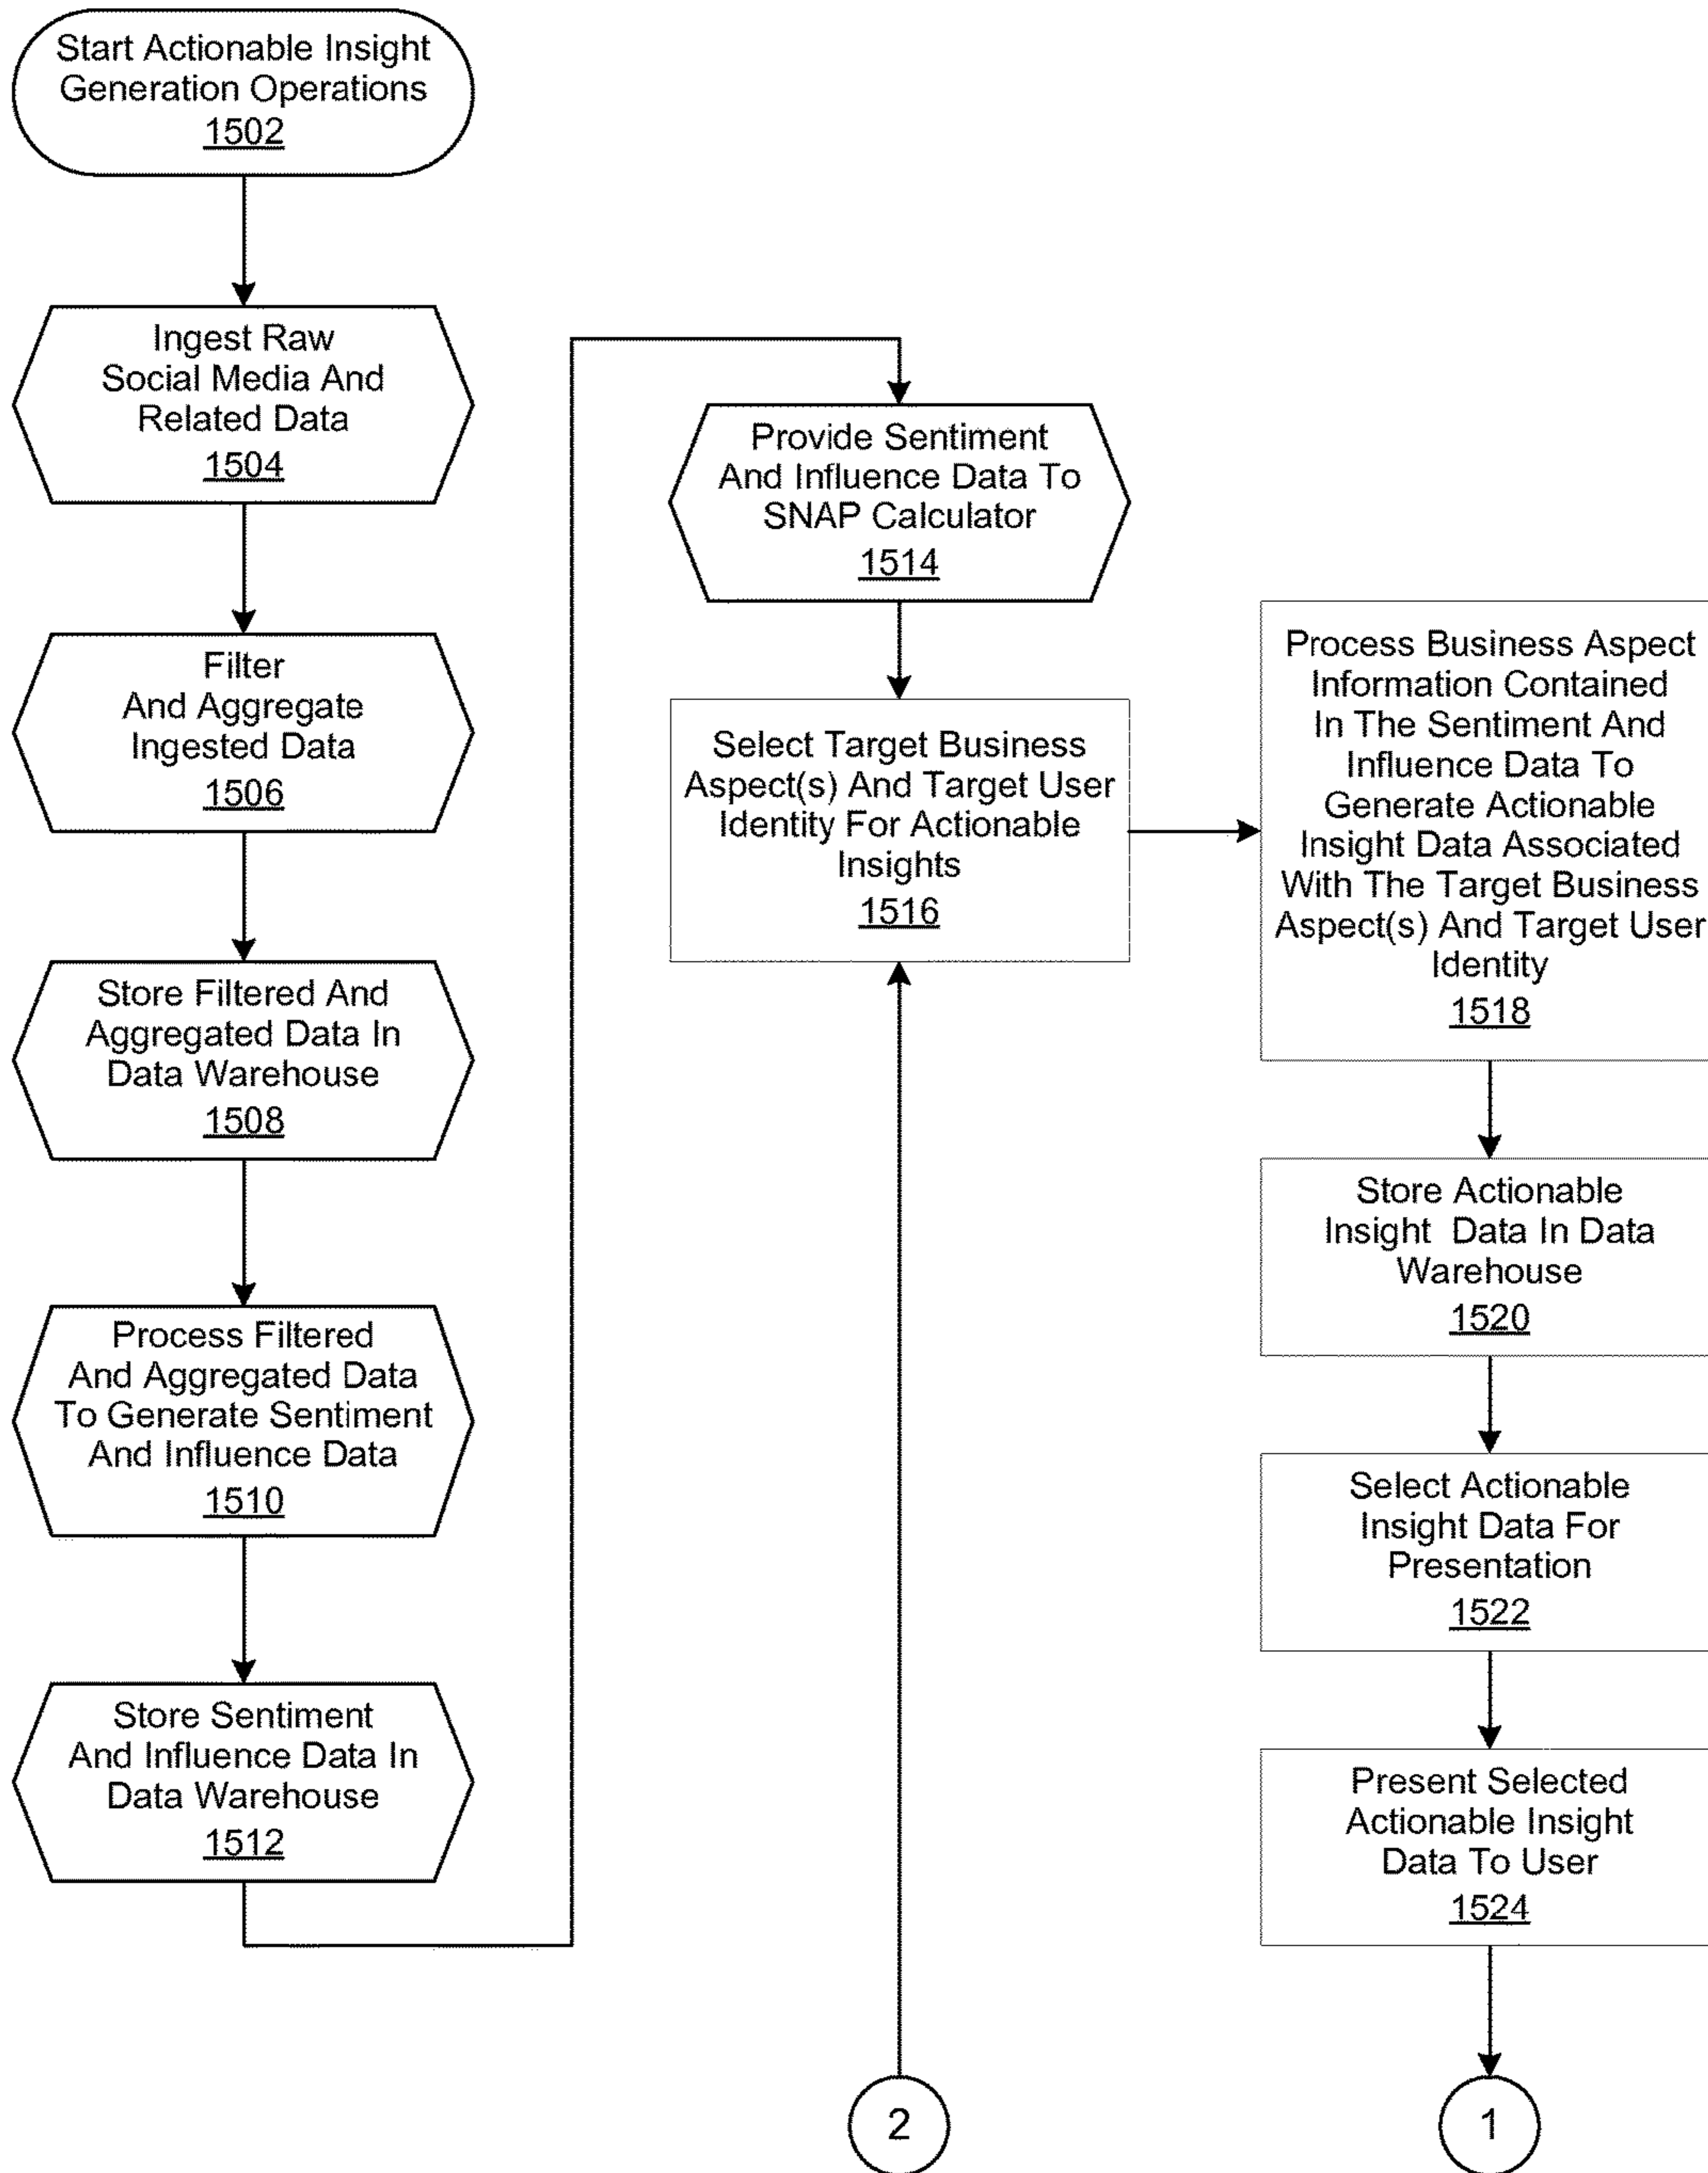 Start Actionable Insight
Generation Operations
1502
Ingest Raw
Social Media And
Related Data
1504
Filter
And Aggregate
Ingested Data
1506
Store Filtered And
Aggregated Data In
Data Warehouse
1508
Process Filtered
And Aggregated Data
To Generate Sentiment
And Influence Data
1510
Store Sentiment
And Influence Data In
Data Warehouse
1512
Provide Sentiment
And Influence Data To
SNAP Calculator
1514
Select Target Business
Aspect(s) And Target User
Identity For Actionable
Insights
1516
2
Process Business Aspect
Information Contained
In The Sentiment And
Influence Data To
Generate Actionable
Insight Data Associated
With The Target Business
Aspect(s) And Target User
Identity
1518
Store Actionable
Insight Data In Data
Warehouse
1520
Select Actionable
Insight Data For
Presentation
1522
Present Selected
Actionable Insight
Data To User
1524
1